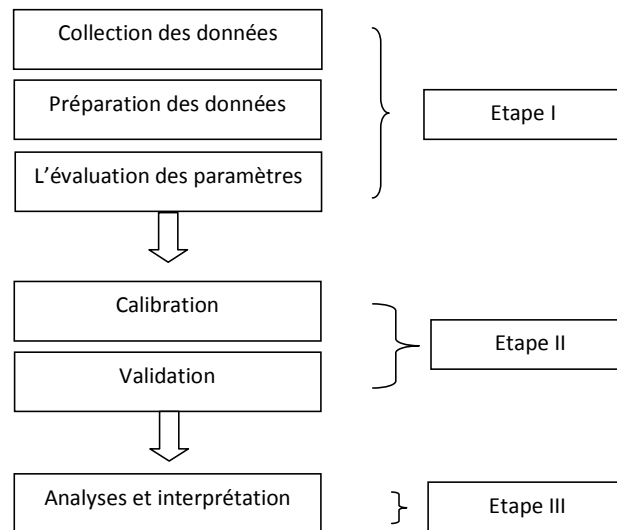 Collection des données
Préparation des données
Etape I
L'évaluation des paramètres
Calibration
Etape II
Validation
Analyses et interprétation
Etape III